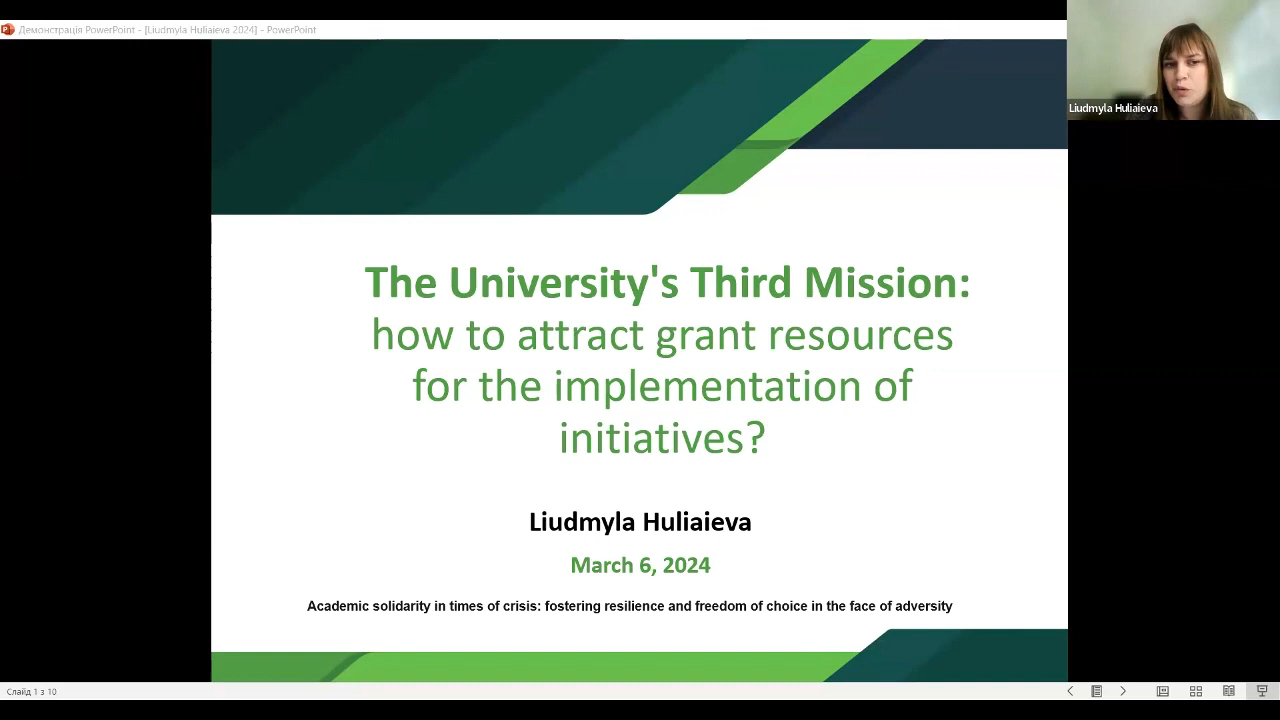 Демонстрація PowerPoint - [Liudmyla Huliaieva 2024] - PowerPoint
Liudmyla Huliaieva
The University's Third Mission:
how to attract grant resources
for the implementation of
initiatives?
Liudmyla Huliaieva
March 6, 2024
Academic solidarity in times of crisis: fostering resilience and freedom of choice in the face of adversity
Слайд 1 з 10